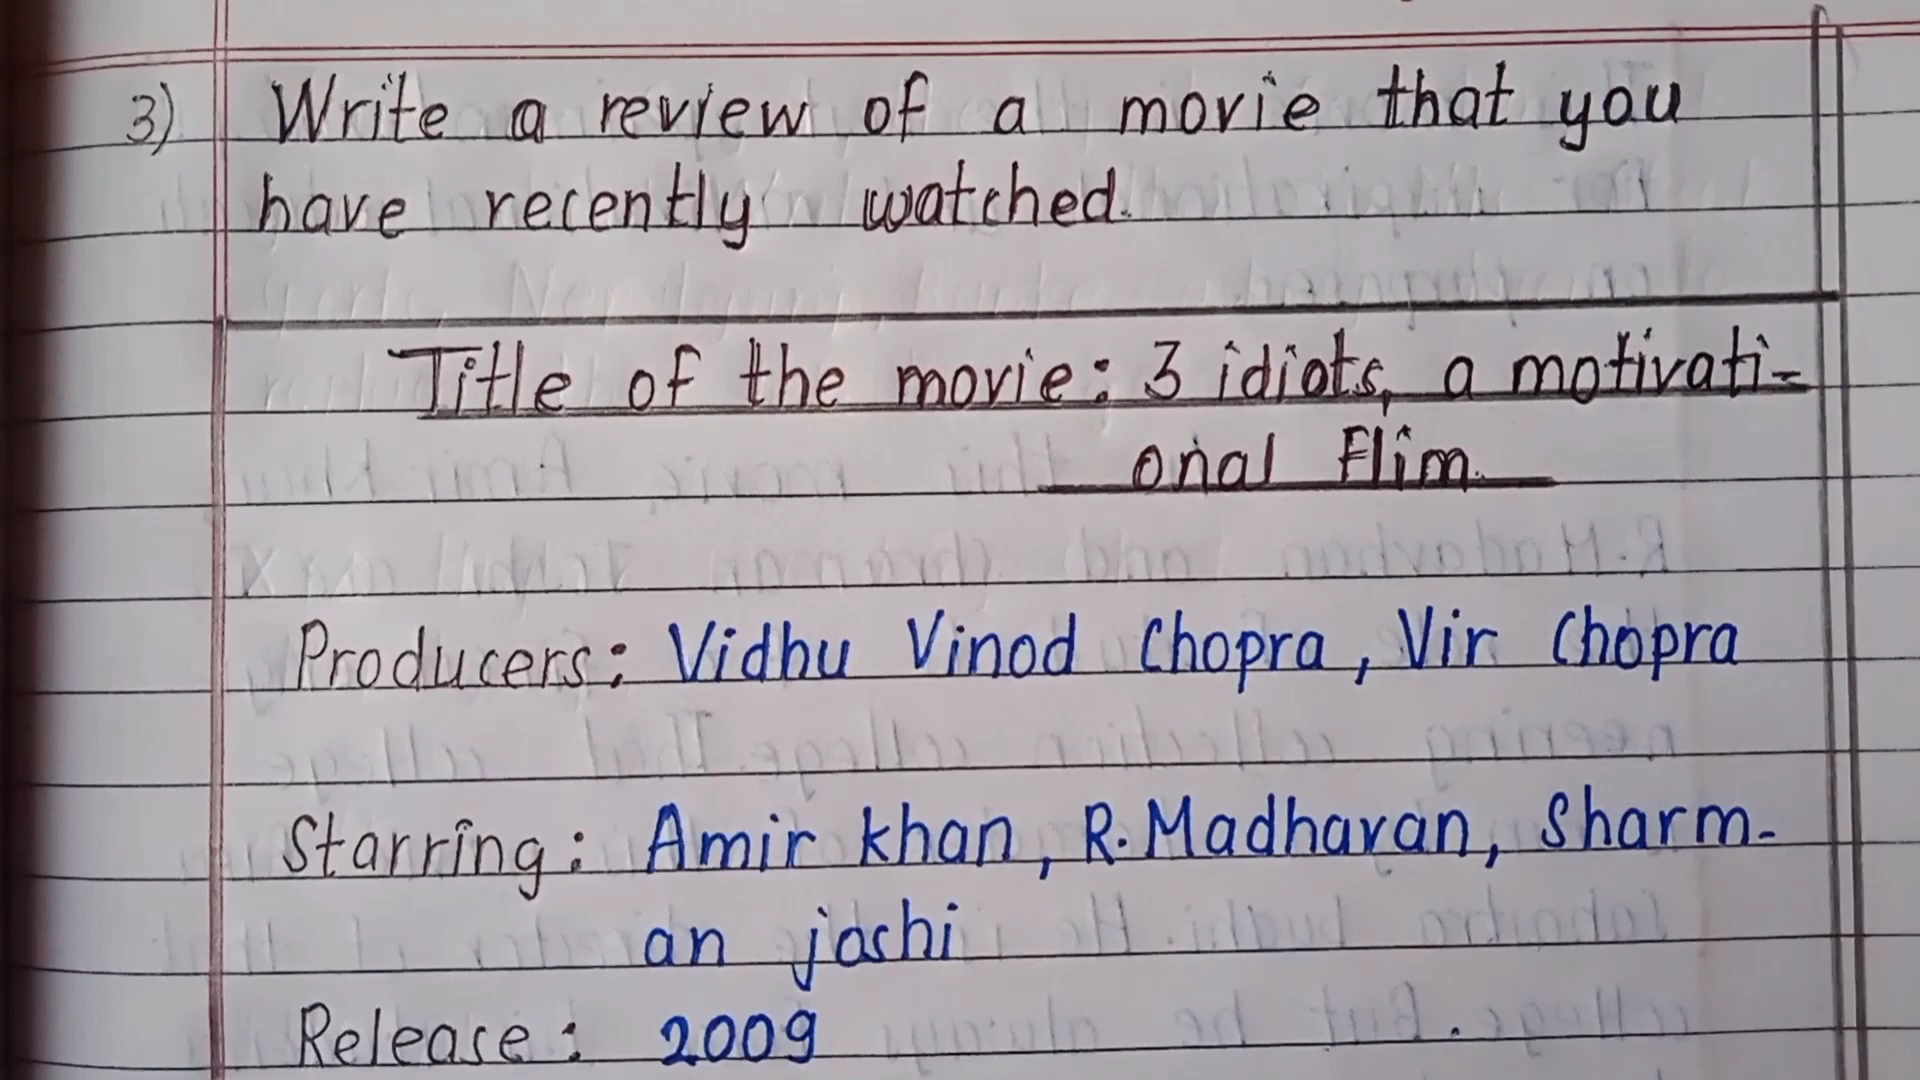 3) Write a review of a movie that you
have recently watched.
Title of the movie: 3 idiots, a motivati-
onal Flim.
Producers: Vidhu Vinod Chopra, Vir Chopra
Starring: Amir khan, R. Madhavan, Sharm-
an joshi
Release: 2009